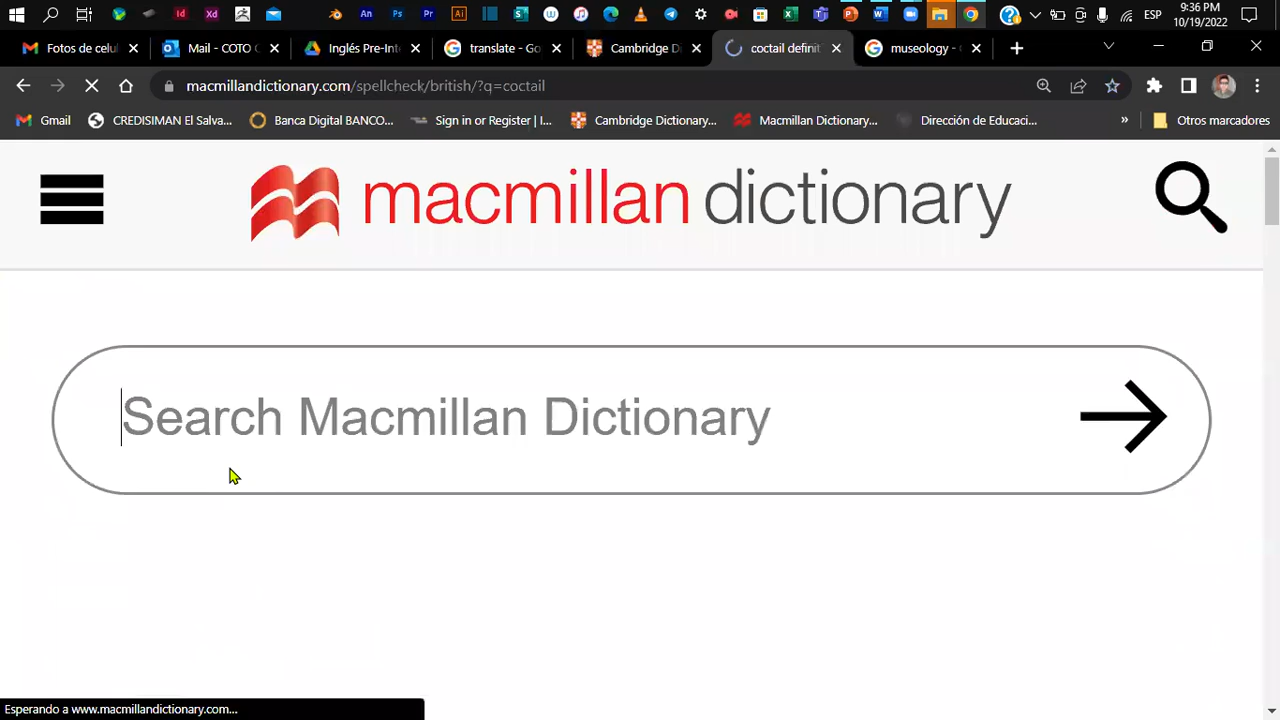 9:36 PM
ESP
10/19/2022
Fotos de celul
Mail - COTO
Inglés Pre-Int
translate - Go
Cambridge D
coctail definit
museology -
macmillandictionary.com/spellcheck/british/?q=coctail
Gmail
CREDISIMAN El Salva...
Banca Digital BANCO...
Sign in or Register | I...
Cambridge Dictionary...
Macmillan Dictionary...
Dirección de Educaci...
»
Otros marcadores
macmillan dictionary
Search Macmillan Dictionary
Esperando a www.macmillandictionary.com...